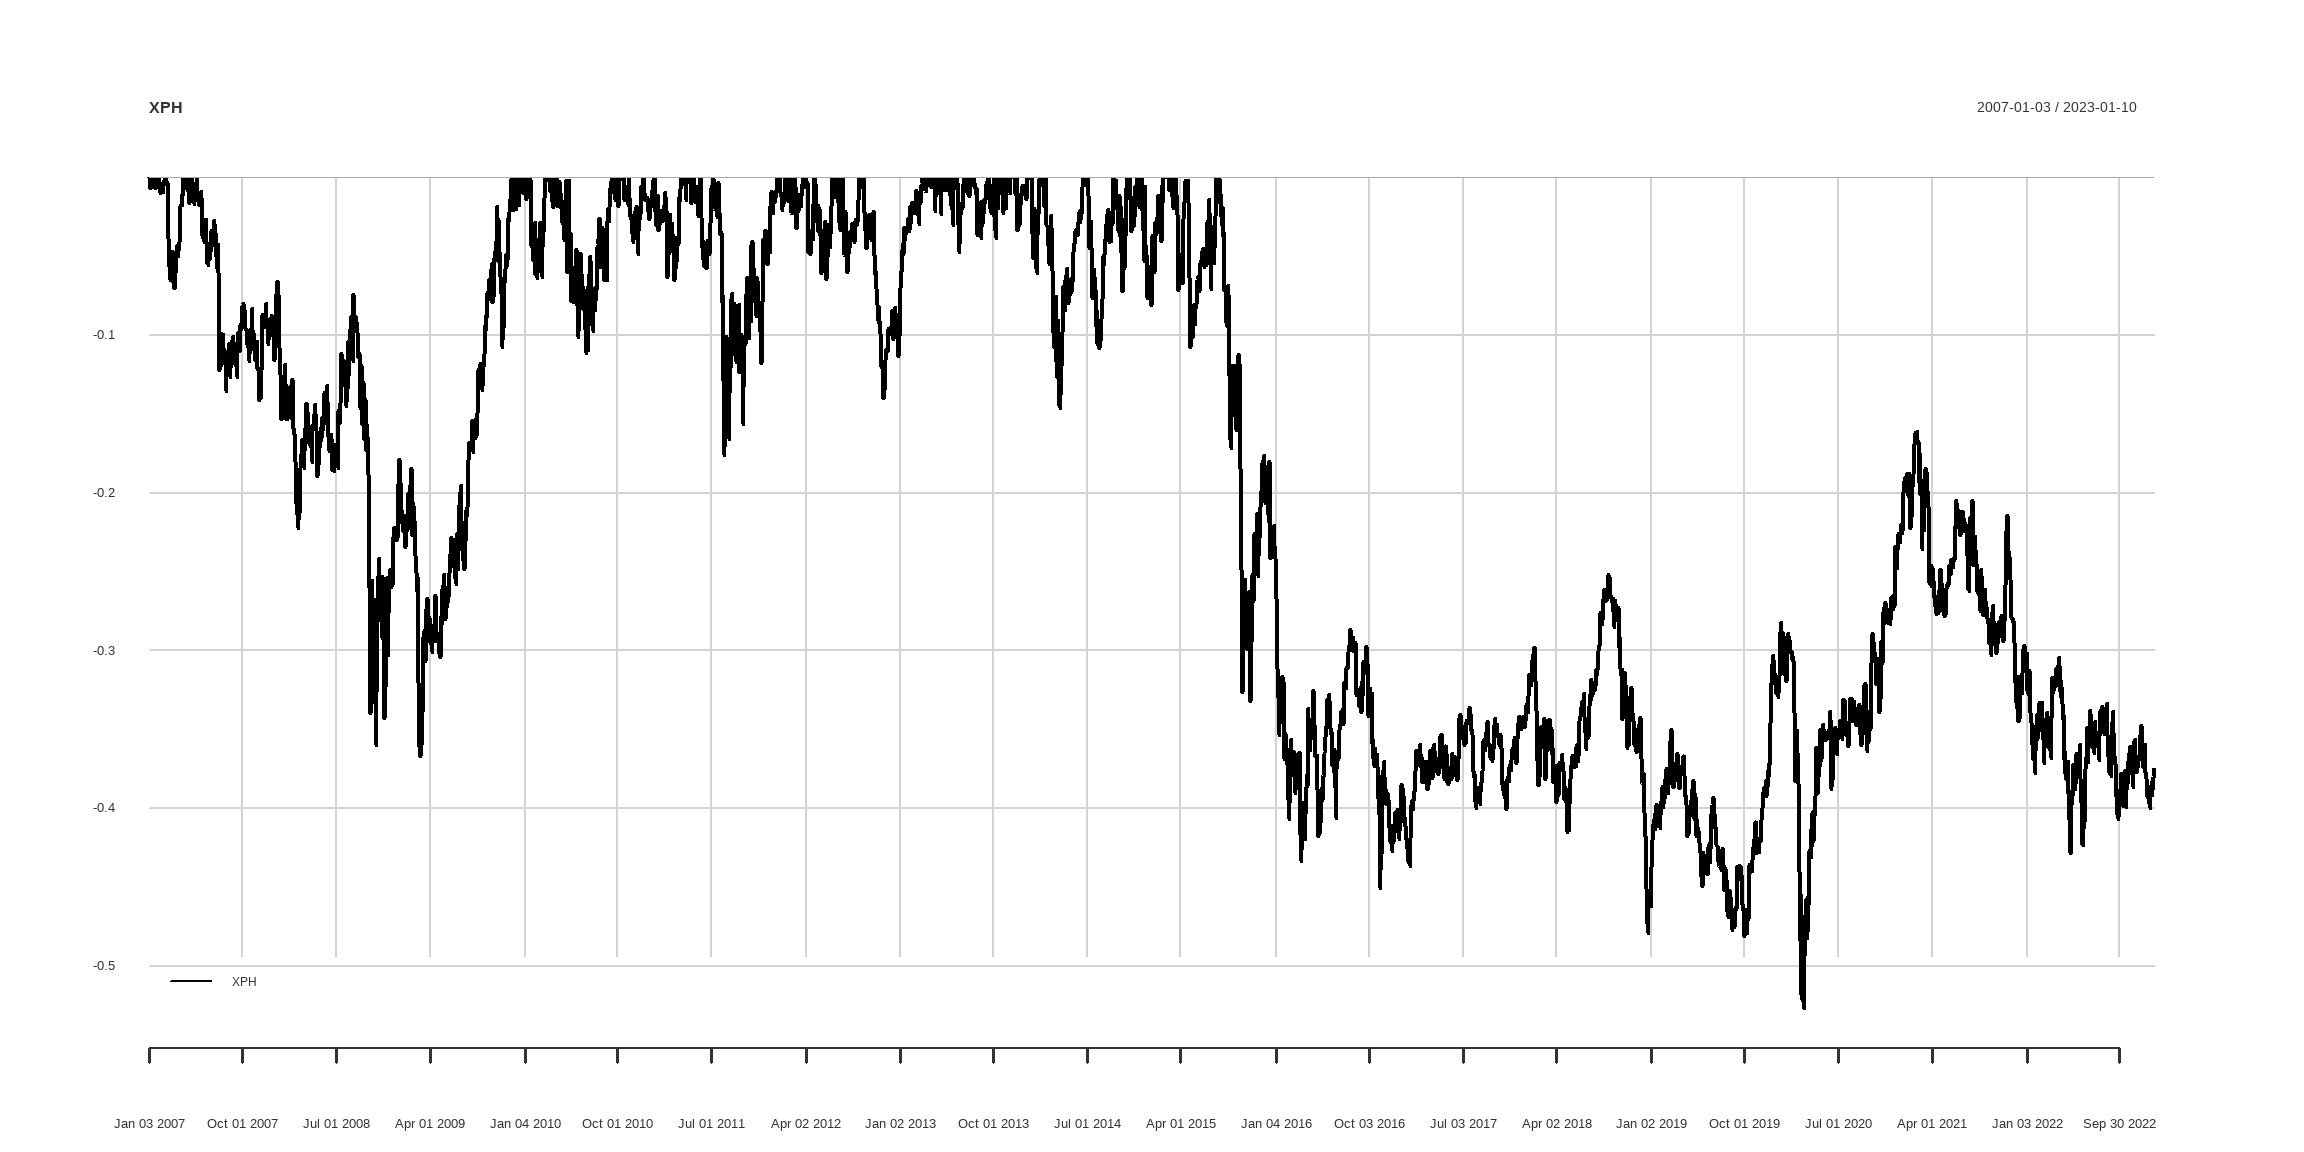 XPH
2007-01-03 / 2023-01-10
-0.1
-0.2
-0.3
-0.4
-0.5
XPH
Jan 03 2007 Oct 01 2007 Jul 01 2008 Apr 01 2009 Jan 04 2010 Oct 01 2010 Jul 01 2011 Apr 02 2012 Jan 02 2013 Oct 01 2013 Jul 01 2014 Apr 01 2015 Jan 04 2016 Oct 03 2016 Jul 03 2017 Apr 02 2018 Jan 02 2019 Oct 01 2019 Jul 01 2020 Apr 01 2021 Jan 03 2022 Sep 30 2022